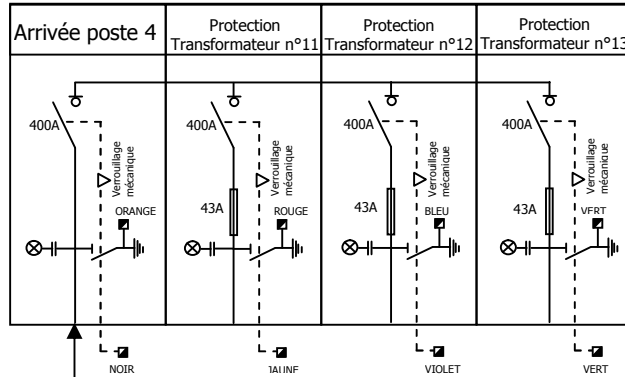 Arrivée poste 4
Protection
Transformateur n°11
Protection
Transformateur n°12
Protection
Transformateur n°13
400A
Verrouillage
mécanique
ORANGE
NOIR
400A
Verrouillage
mécanique
43A
ROUGE
JAUNE
400A
Verrouillage
mécanique
43A
BLEU
VIOLET
400A
Verrouillage
mécanique
43A
VERT
VERT